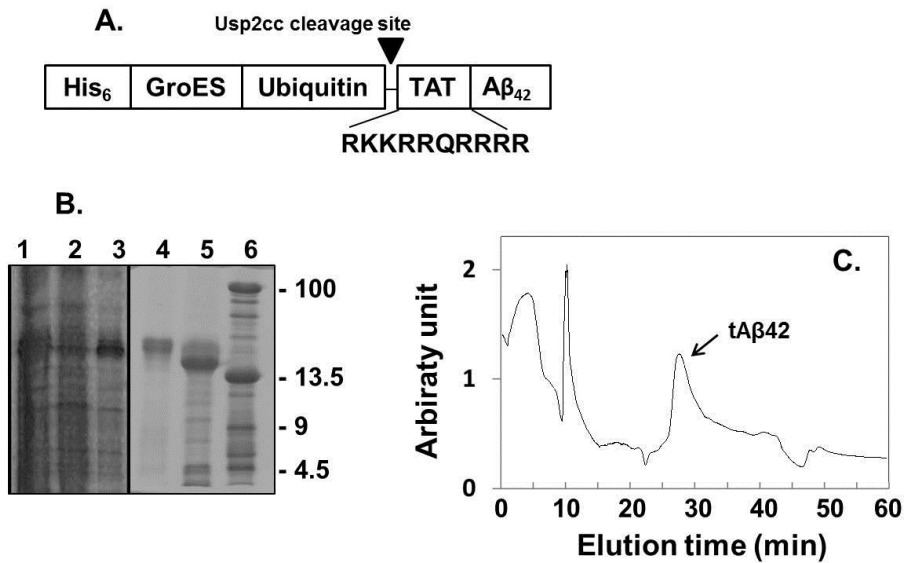 A.
Usp2cc cleavage site
His₆ GroES Ubiquitin TAT Aβ₄₂
RKKRRQRRRR
B.
1 2 3 4 5 6
- 100
- 13.5
- 9
- 4.5
C.
2
1
0
Arbiraty unit
tAβ42
0 10 20 30 40 50 60
Elution time (min)